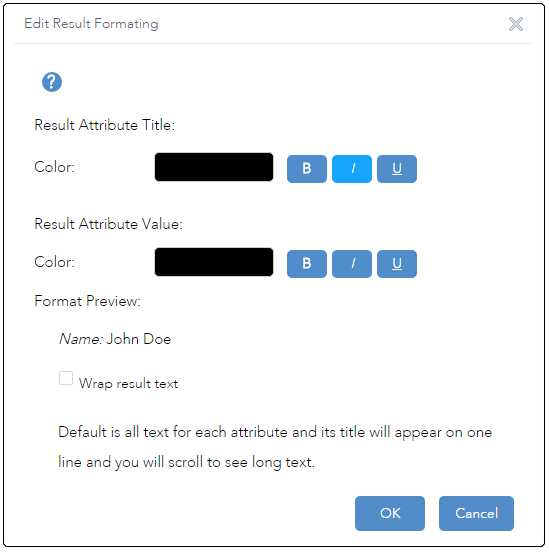 Edit Result Formating
?
Result Attribute Title:
Color:
B I U
Result Attribute Value:
Color:
B I U
Format Preview:
Name: John Doe
Wrap result text
Default is all text for each attribute and its title will appear on one
line and you will scroll to see long text.
OK Cancel